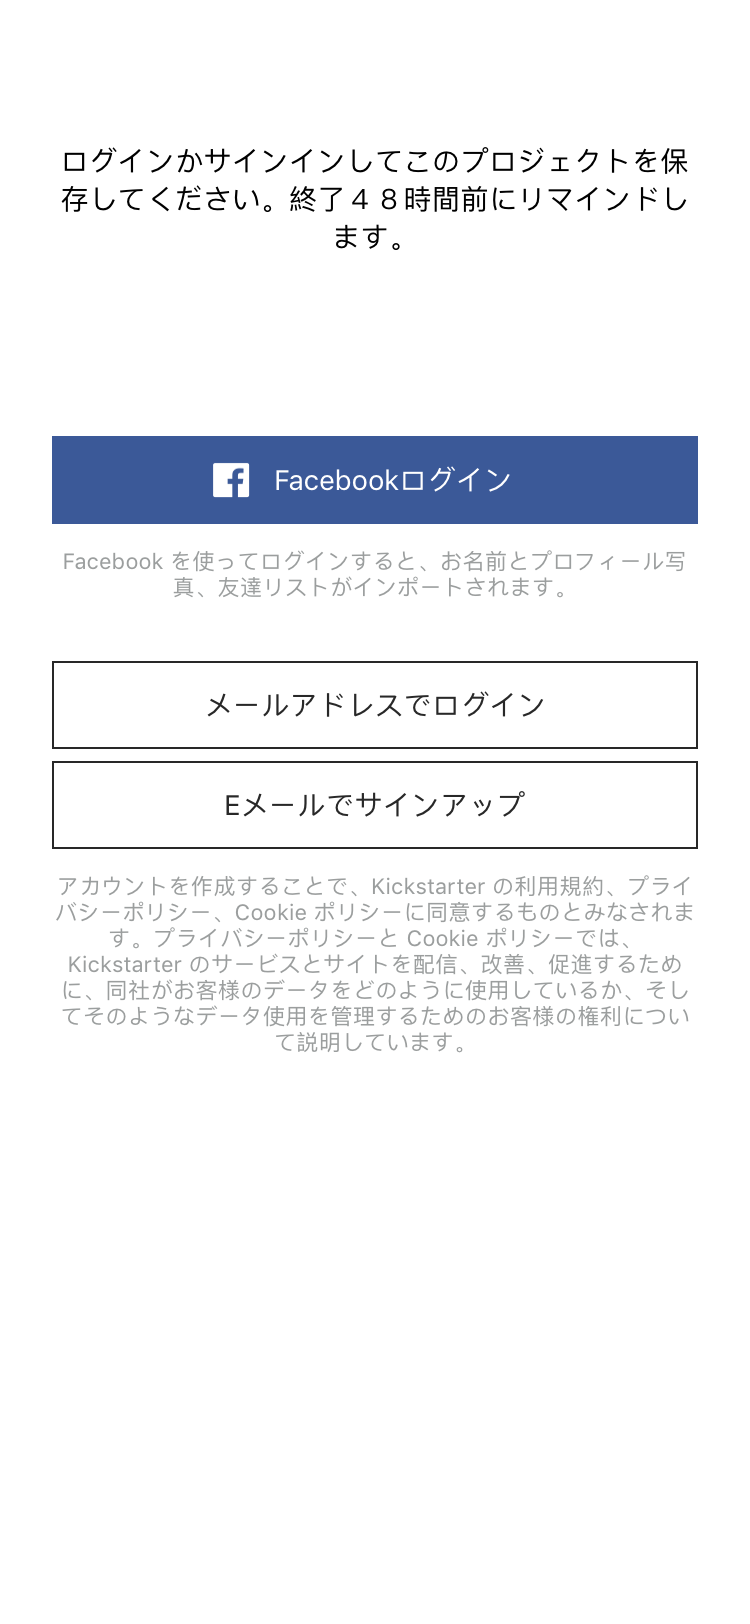 ログインかサインインしてこのプロジェクトを保
存してください。終了４８時間前にリマインドし
ます。
Facebookログイン
Facebook を使ってログインすると、お名前とプロフィール写
真、友達リストがインポートされます。
メールアドレスでログイン
Eメールでサインアップ
アカウントを作成することで、Kickstarter の利用規約、プライ
バシーポリシー、Cookie ポリシーに同意するものとみなされま
す。プライバシーポリシーと Cookie ポリシーでは、
Kickstarter のサービスとサイトを配信、改善、促進するため
に、同社がお客様のデータをどのように使用しているか、そし
てそのようなデータ使用を管理するためのお客様の権利につい
て説明しています。